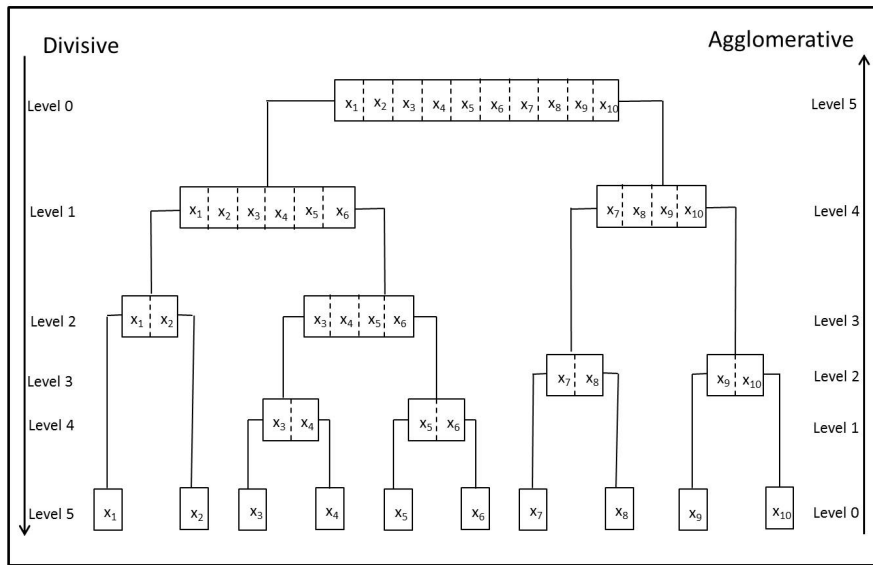 Divisive
Agglomerative
Level 0
x₁ x₂ x₃ x₄ x₅ x₆ x₇ x₈ x₉ x₁₀
Level 5
Level 1
x₁ x₂ x₃ x₄ x₅ x₆
x₇ x₈ x₉ x₁₀
Level 4
Level 2
x₁ x₂
x₃ x₄ x₅ x₆
Level 3
Level 3
x₇ x₈
x₉ x₁₀
Level 2
Level 4
x₃ x₄
x₅ x₆
Level 1
Level 5
x₁
x₂
x₃
x₄
x₅
x₆
x₇
x₈
x₉
x₁₀
Level 0